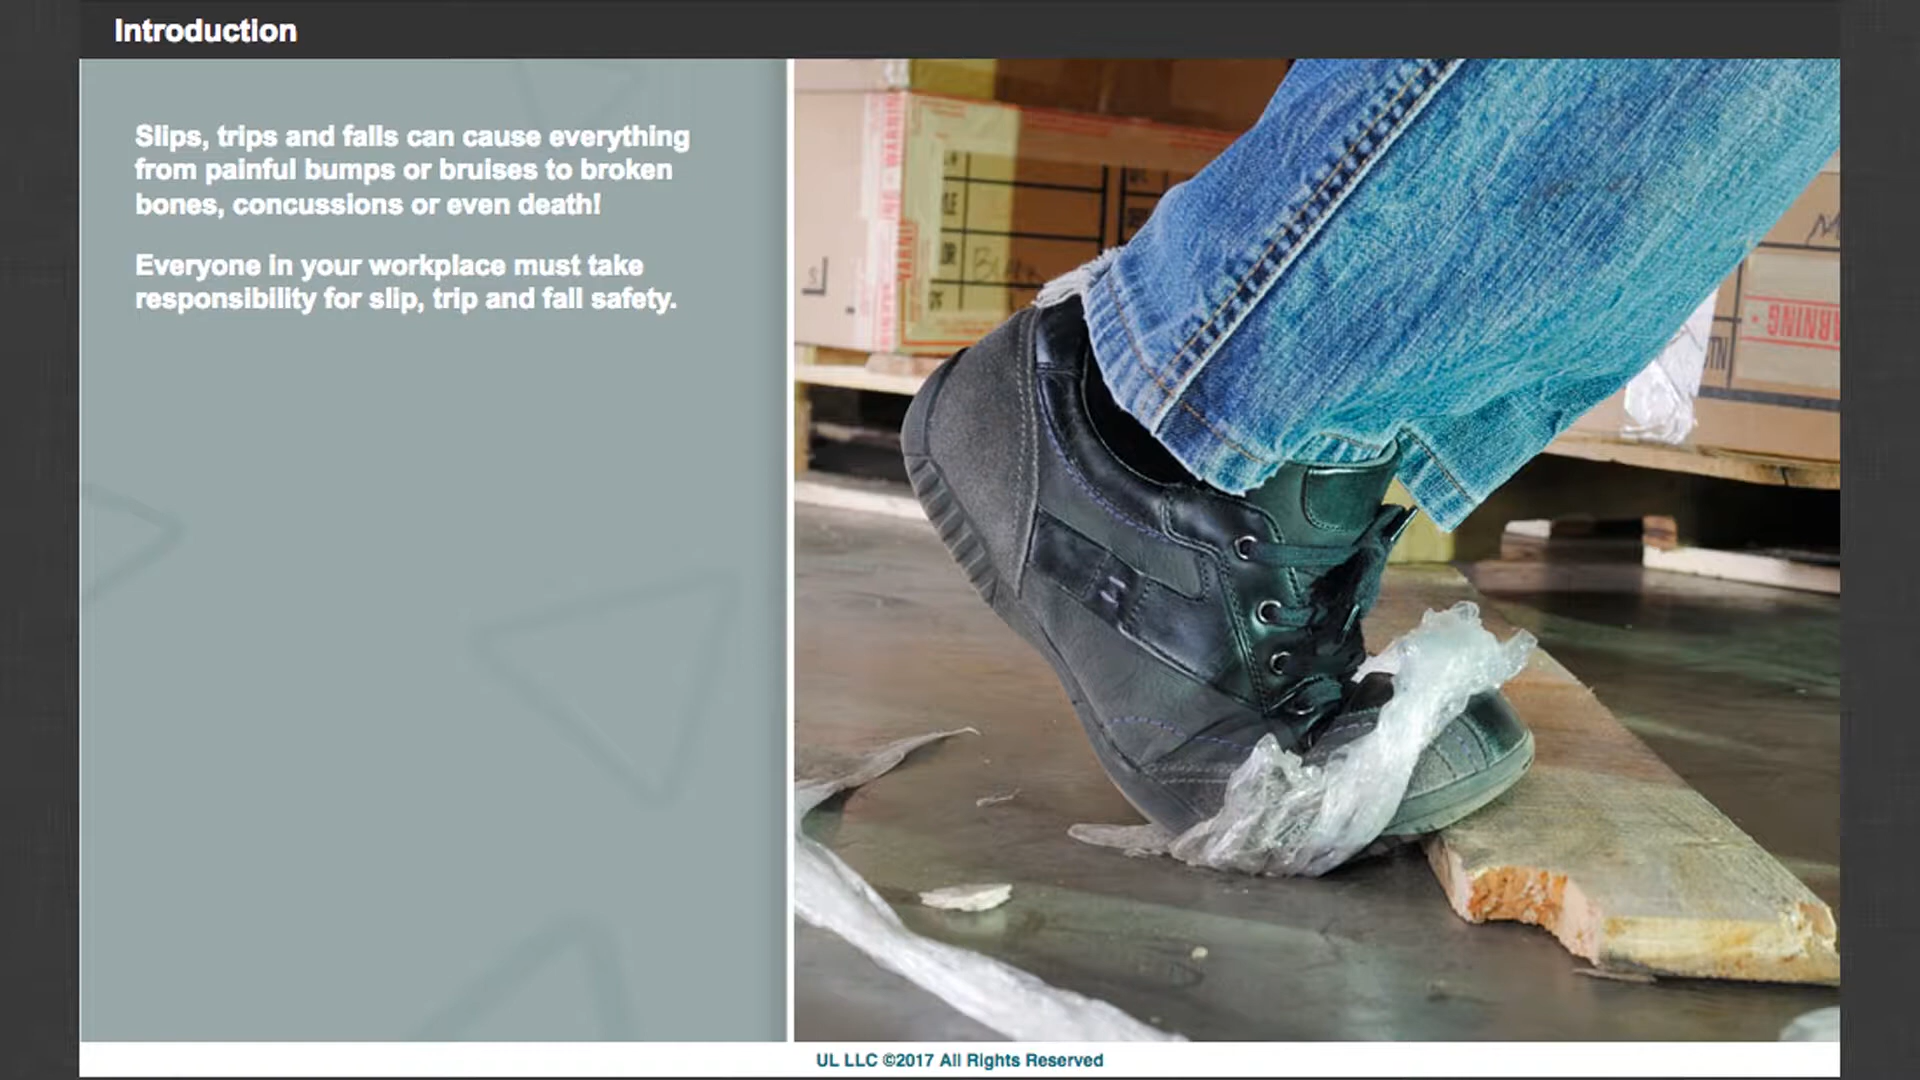 Introduction
Slips, trips and falls can cause everything
from painful bumps or bruises to broken
bones, concussions or even death!
Everyone in your workplace must take
responsibility for slip, trip and fall safety.
WARNING
UL LLC ©2017 All Rights Reserved